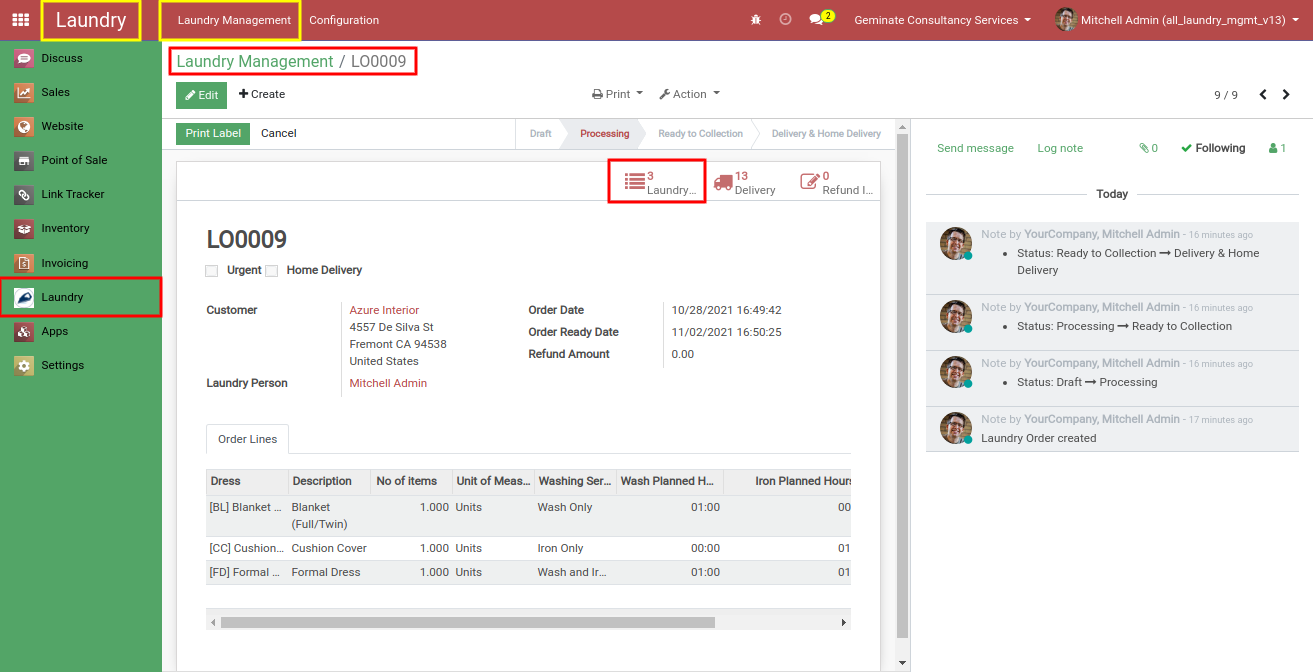 Laundry
Laundry Management
Configuration
2
Geminate Consultancy Services
Mitchell Admin (all_laundry_mgmt_v13)
Discuss
Sales
Website
Point of Sale
Link Tracker
Inventory
Invoicing
Laundry
Apps
Settings
Laundry Management / LO0009
Edit
Create
Print
Action
9 / 9
Print Label
Cancel
Draft
Processing
Ready to Collection
Delivery & Home Delivery
3
Laundry...
13
Delivery
0
Refund I...
LO0009
Urgent
Home Delivery
Customer
Azure Interior
4557 De Silva St
Fremont CA 94538
United States
Laundry Person
Mitchell Admin
Order Date
10/28/2021 16:49:42
Order Ready Date
11/02/2021 16:50:25
Refund Amount
0.00
Order Lines
Dress Description No of items Unit of Meas... Washing Ser... Wash Planned H... Iron Planned Hours
[BL] Blanket ... Blanket 1.000 Units Wash Only 01:00 00
(Full/Twin)
[CC] Cushion... Cushion Cover 1.000 Units Iron Only 00:00 01
[FD] Formal ... Formal Dress 1.000 Units Wash and Ir... 01:00 01
Send message
Log note
0
Following
1
Today
Note by YourCompany, Mitchell Admin - 16 minutes ago
• Status: Ready to Collection → Delivery & Home
Delivery
Note by YourCompany, Mitchell Admin - 16 minutes ago
• Status: Processing → Ready to Collection
Note by YourCompany, Mitchell Admin - 16 minutes ago
• Status: Draft → Processing
Note by YourCompany, Mitchell Admin - 17 minutes ago
Laundry Order created